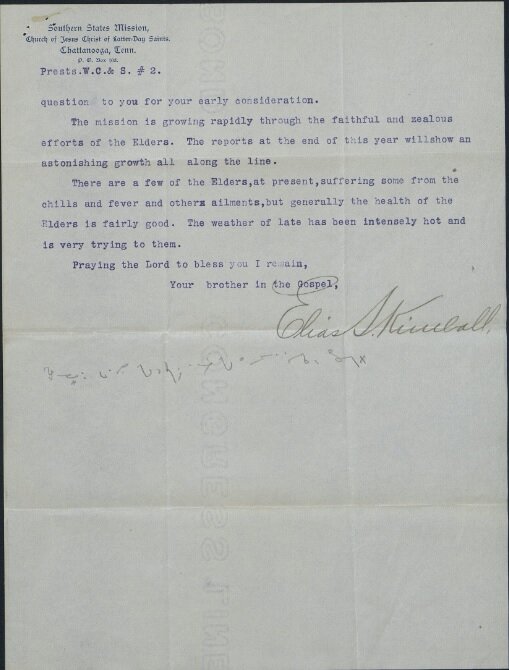 Southern States Mission,
Church of Jesus Christ of Latter-Day Saints.
Chattanooga, Tenn.
P. O. Box 103.
Prests.W.C.& S. # 2.
question to you for your early consideration.
The mission is growing rapidly through the faithful and zealous
efforts of the Elders. The reports at the end of this year willshow an
astonishing growth all along the line.
There are a few of the Elders,at present,suffering some from the
chills and fever and others ailments,but generally the health of the
Elders is fairly good. The weather of late has been intensely hot and
is very trying to them.
Praying the Lord to bless you I remain,
Your brother in the Gospel,
Elias S. Kimball.